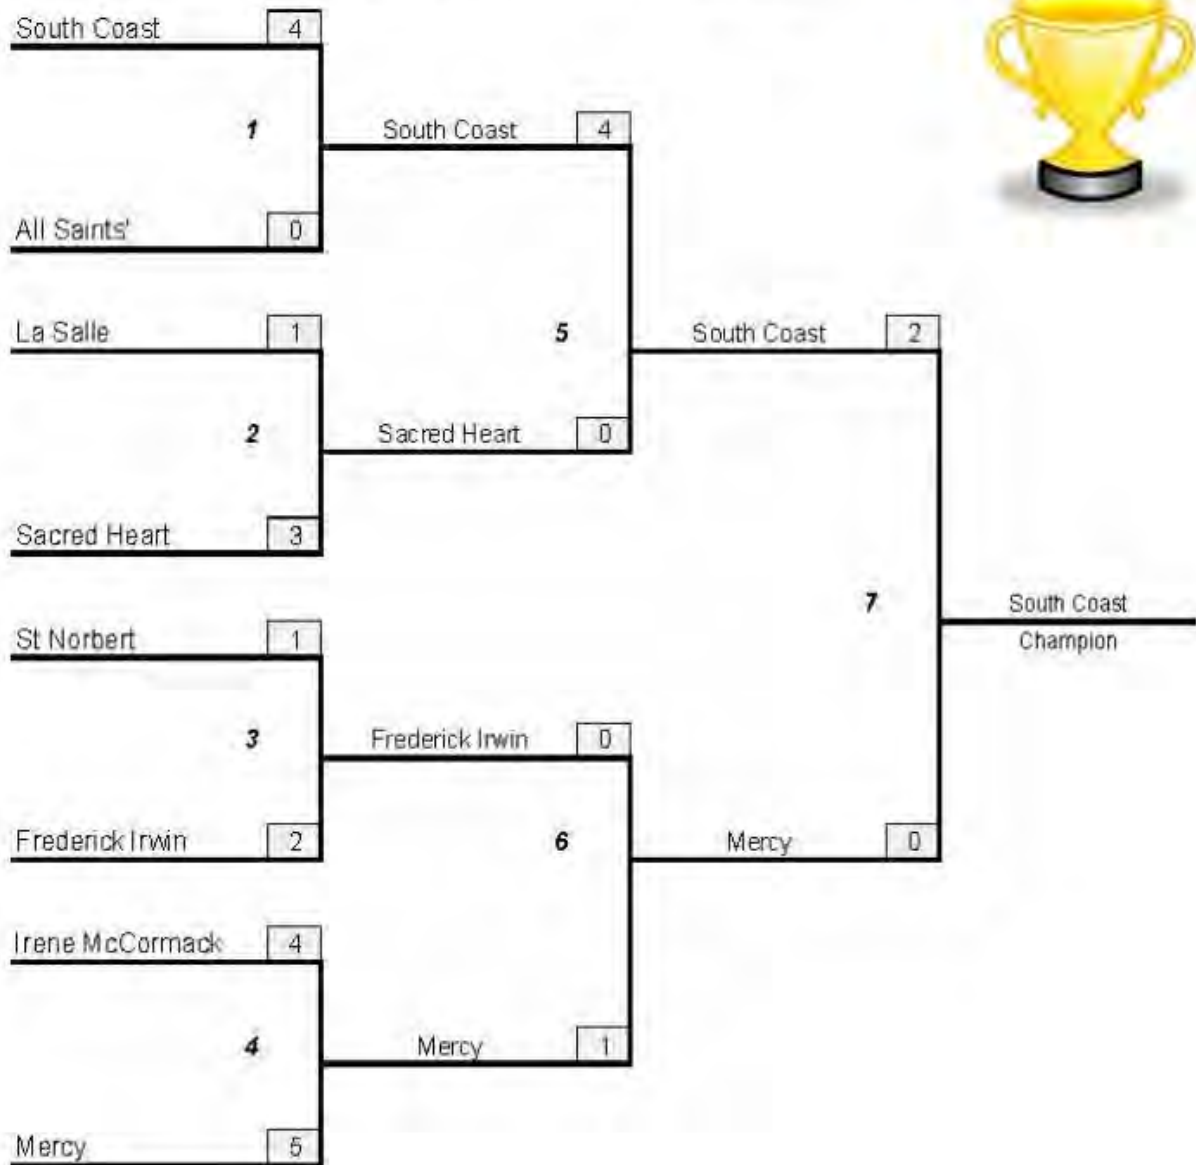 South Coast 4
1
South Coast 4
All Saints' 0
La Salle 1
5
South Coast 2
2
Sacred Heart 0
Sacred Heart 3
7
South Coast
Champion
St Norbert 1
3
Frederick Irwin 0
Frederick Irwin 2
6
Mercy 0
Irene McCormack 4
4
Mercy 1
Mercy 5